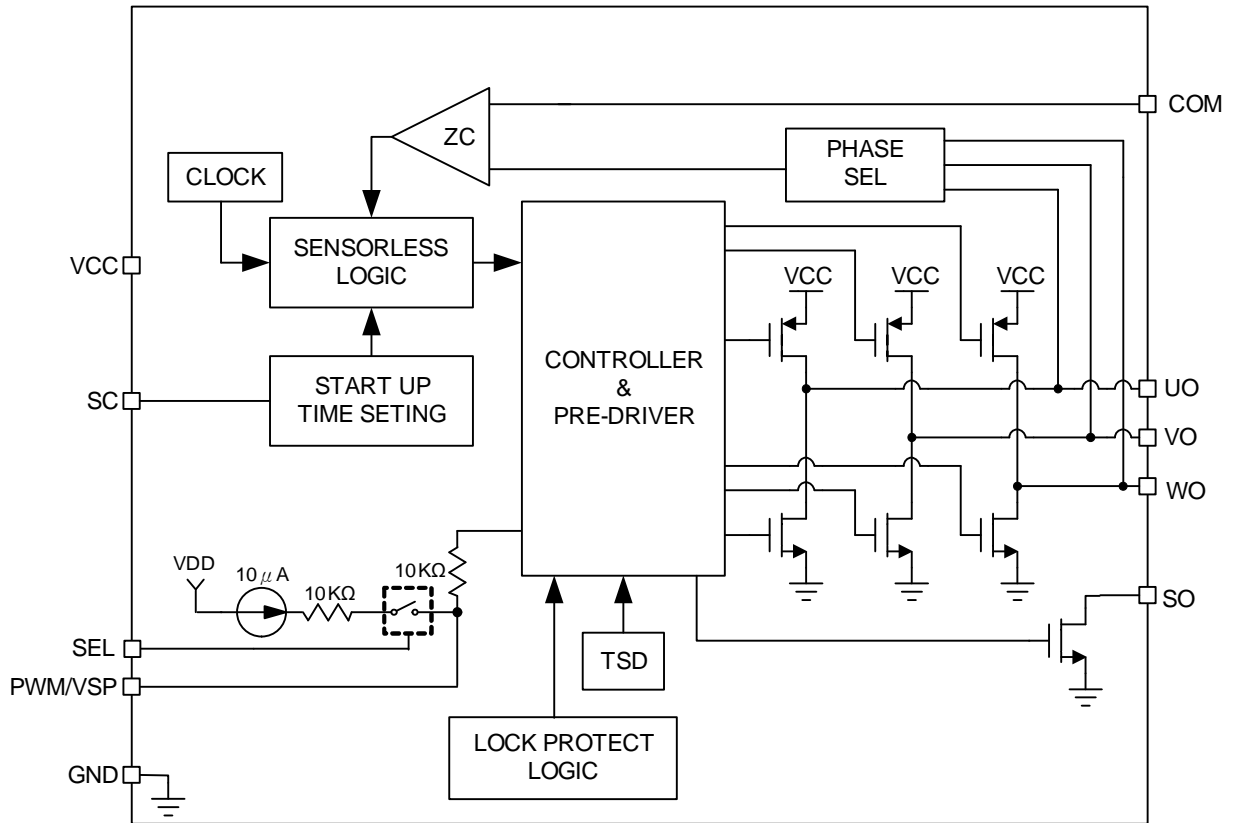 COM
ZC
PHASE
SEL
CLOCK
VCC
SENSORLESS
LOGIC
VCC
VCC
VCC
SC
START UP
TIME SETING
CONTROLLER
&
PRE-DRIVER
UO
VO
WO
VDD
10μA
10KΩ
10KΩ
SO
SEL
PWM/VSP
TSD
LOCK PROTECT
LOGIC
GND